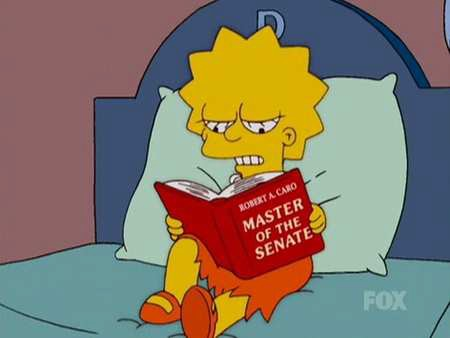 D
ROBERT A. CARO
MASTER
OF THE
SENATE
FOX